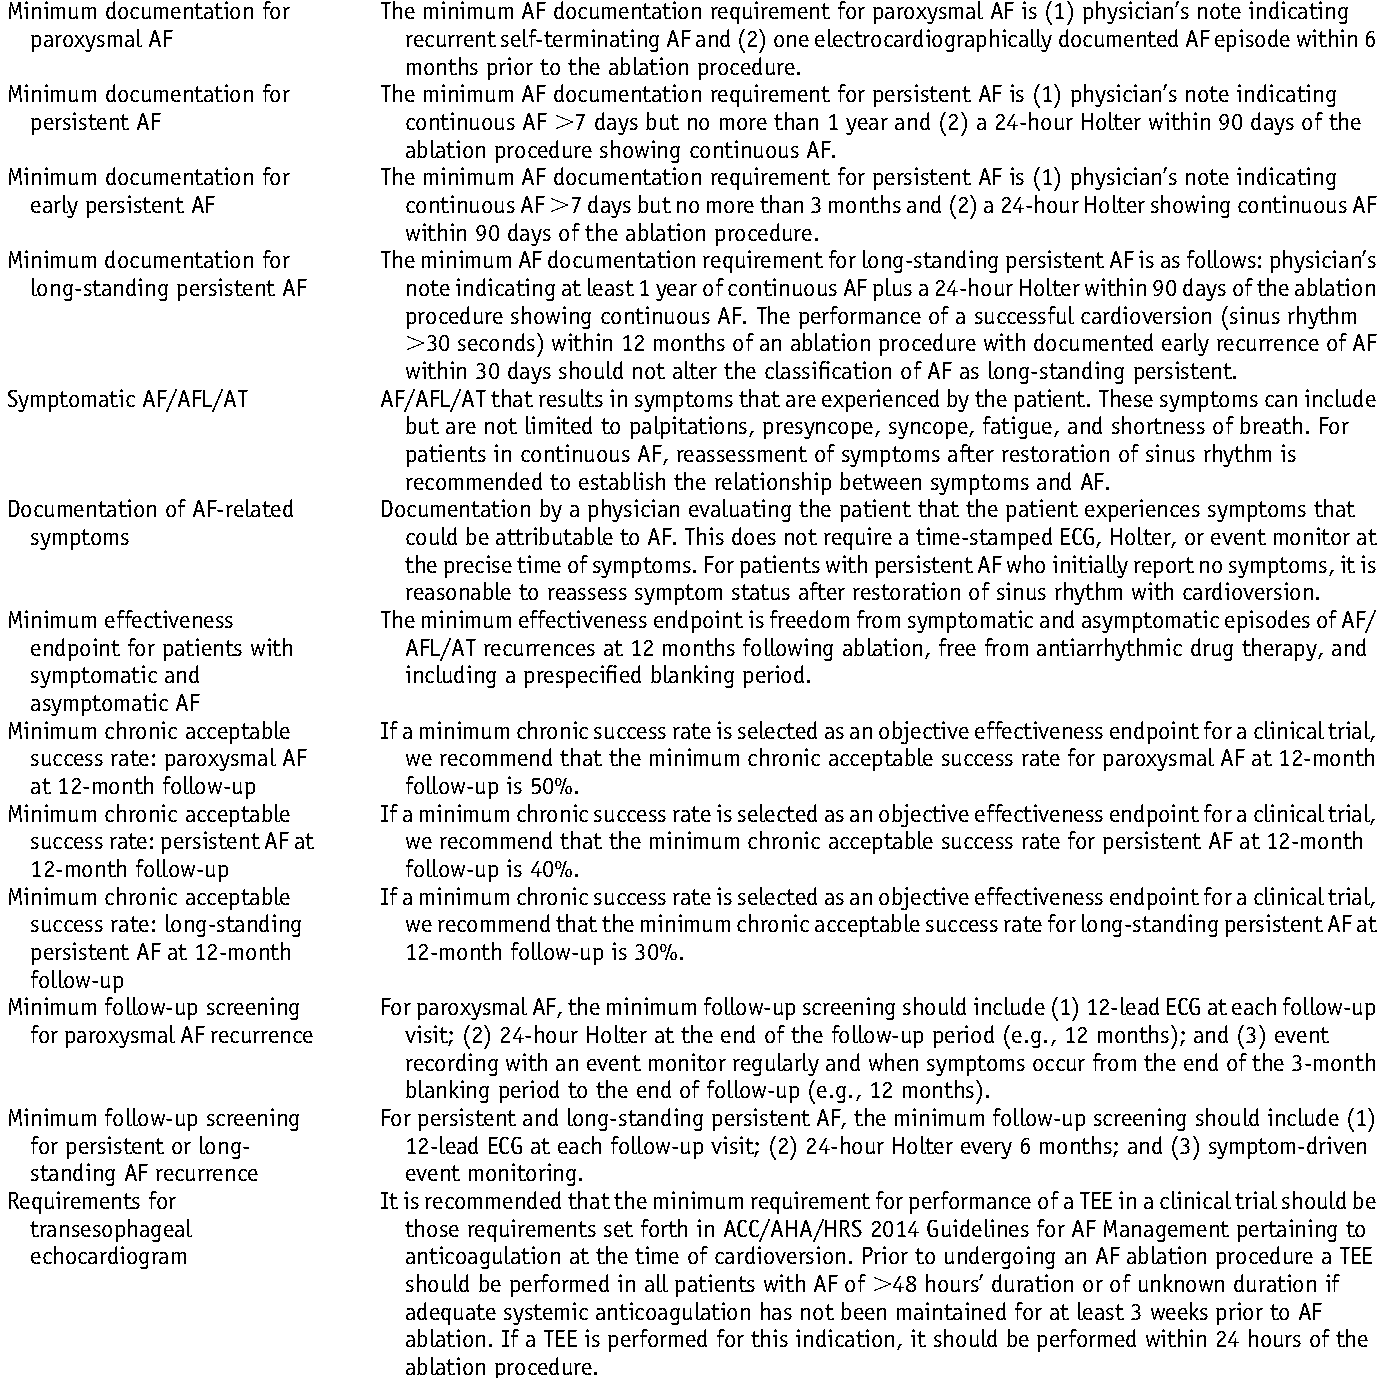 Minimum documentation for paroxysmal AF
The minimum AF documentation requirement for paroxysmal AF is (1) physician's note indicating
recurrent self-terminating AF and (2) one electrocardiographically documented AF episode within 6
months prior to the ablation procedure.
Minimum documentation for persistent AF
The minimum AF documentation requirement for persistent AF is (1) physician's note indicating
continuous AF >7 days but no more than 1 year and (2) a 24-hour Holter within 90 days of the
ablation procedure showing continuous AF.
Minimum documentation for early persistent AF
The minimum AF documentation requirement for persistent AF is (1) physician's note indicating
continuous AF >7 days but no more than 3 months and (2) a 24-hour Holter showing continuous AF
within 90 days of the ablation procedure.
Minimum documentation for long-standing persistent AF
The minimum AF documentation requirement for long-standing persistent AF is as follows: physician's
note indicating at least 1 year of continuous AF plus a 24-hour Holter within 90 days of the ablation
procedure showing continuous AF. The performance of a successful cardioversion (sinus rhythm
>30 seconds) within 12 months of an ablation procedure with documented early recurrence of AF
within 30 days should not alter the classification of AF as long-standing persistent.
Symptomatic AF/AFL/AT
AF/AFL/AT that results in symptoms that are experienced by the patient. These symptoms can include
but are not limited to palpitations, presyncope, syncope, fatigue, and shortness of breath. For
patients in continuous AF, reassessment of symptoms after restoration of sinus rhythm is
recommended to establish the relationship between symptoms and AF.
Documentation of AF-related
symptoms
Documentation by a physician evaluating the patient that the patient experiences symptoms that
could be attributable to AF. This does not require a time-stamped ECG, Holter, or event monitor at
the precise time of symptoms. For patients with persistent AF who initially report no symptoms, it is
reasonable to reassess symptom status after restoration of sinus rhythm with cardioversion.
Minimum effectiveness
endpoint for patients with
symptomatic and
asymptomatic AF
The minimum effectiveness endpoint is freedom from symptomatic and asymptomatic episodes of AF/
AFL/AT recurrences at 12 months following ablation, free from antiarrhythmic drug therapy, and
including a prespecified blanking period.
Minimum chronic acceptable
success rate: paroxysmal AF
at 12-month follow-up
If a minimum chronic success rate is selected as an objective effectiveness endpoint for a clinical trial,
we recommend that the minimum chronic acceptable success rate for paroxysmal AF at 12-month
follow-up is 50%.
Minimum chronic acceptable
success rate: persistent AF at
12-month follow-up
If a minimum chronic success rate is selected as an objective effectiveness endpoint for a clinical trial,
we recommend that the minimum chronic acceptable success rate for persistent AF at 12-month
follow-up is 40%.
Minimum chronic acceptable
success rate: long-standing
persistent AF at 12-month
follow-up
If a minimum chronic success rate is selected as an objective effectiveness endpoint for a clinical trial,
we recommend that the minimum chronic acceptable success rate for long-standing persistent AF at
12-month follow-up is 30%.
Minimum follow-up screening
for paroxysmal AF recurrence
For paroxysmal AF, the minimum follow-up screening should include (1) 12-lead ECG at each follow-up
visit; (2) 24-hour Holter at the end of the follow-up period (e.g., 12 months); and (3) event
recording with an event monitor regularly and when symptoms occur from the end of the 3-month
blanking period to the end of follow-up (e.g., 12 months).
Minimum follow-up screening
for persistent or long-
standing AF recurrence
For persistent and long-standing persistent AF, the minimum follow-up screening should include (1)
12-lead ECG at each follow-up visit; (2) 24-hour Holter every 6 months; and (3) symptom-driven
event monitoring.
Requirements for
transesophageal
echocardiogram
It is recommended that the minimum requirement for performance of a TEE in a clinical trial should be
those requirements set forth in ACC/AHA/HRS 2014 Guidelines for AF Management pertaining to
anticoagulation at the time of cardioversion. Prior to undergoing an AF ablation procedure a TEE
should be performed in all patients with AF of >48 hours' duration or of unknown duration if
adequate systemic anticoagulation has not been maintained for at least 3 weeks prior to AF
ablation. If a TEE is performed for this indication, it should be performed within 24 hours of the
ablation procedure.